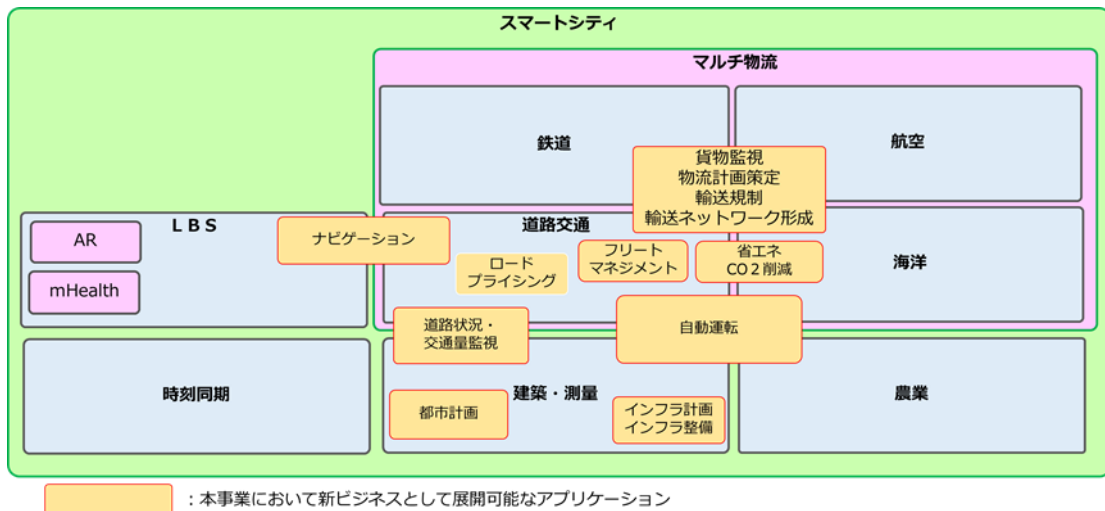 スマートシティ
マルチ物流
鉄道
航空
貨物監視
物流計画策定
輸送規制
輸送ネットワーク形成
LBS
AR
mHealth
ナビゲーション
道路交通
ロード
プライシング
フリート
マネジメント
省エネ
CO2削減
海洋
道路状況・
交通量監視
自動運転
時刻同期
建築・測量
都市計画
インフラ計画
インフラ整備
農業
：本事業において新ビジネスとして展開可能なアプリケーション